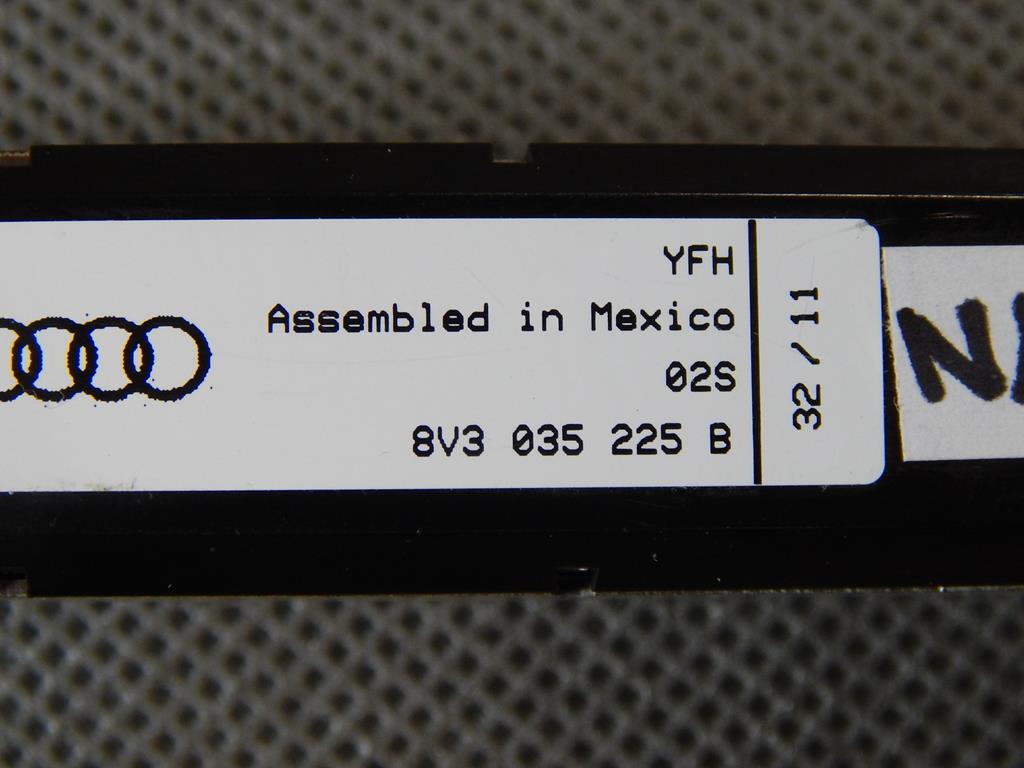 YFH
Assembled in Mexico
02S
8V3 035 225 B
32/11